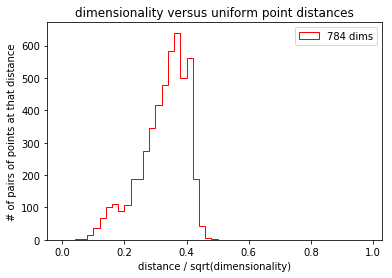 dimensionality versus uniform point distances
784 dims
# of pairs of points at that distance
600
500
400
300
200
100
0
0.0 0.2 0.4 0.6 0.8 1.0
distance / sqrt(dimensionality)